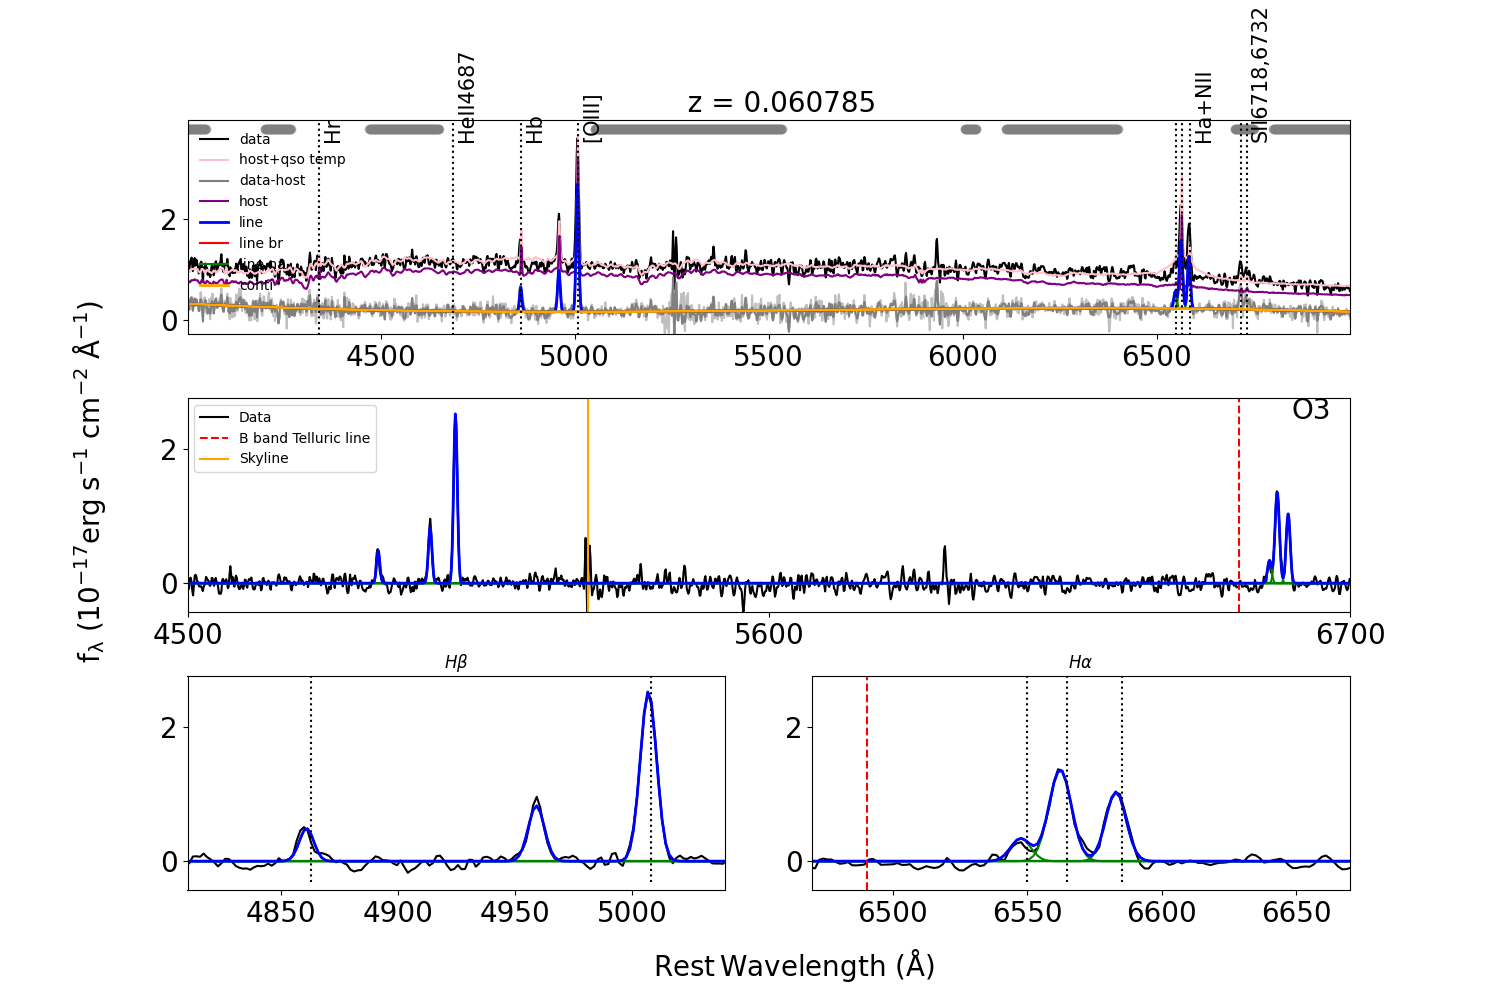 z = 0.060785
Hr
HeII4687
Hb
[OIII]
Ha+NII
SII6718,6732
data
host+qso temp
data-host
host
line
line br
conti
2
0
4500
5000
5500
6000
6500
O3
Data
B band Telluric line
Skyline
2
0
4500
5600
6700
fλ (10−17erg s−1 cm−2 Å−1)
Hβ
2
0
4850
4900
4950
5000
Hα
2
0
6500
6550
6600
6650
Rest Wavelength (Å)